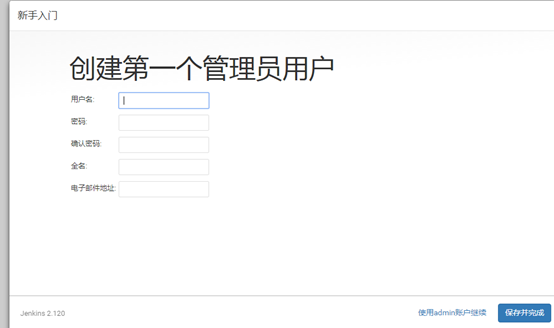 新手入门
创建第一个管理员用户
用户名:
密码:
确认密码:
全名:
电子邮件地址:
Jenkins 2.120
使用admin账户继续
保存并完成